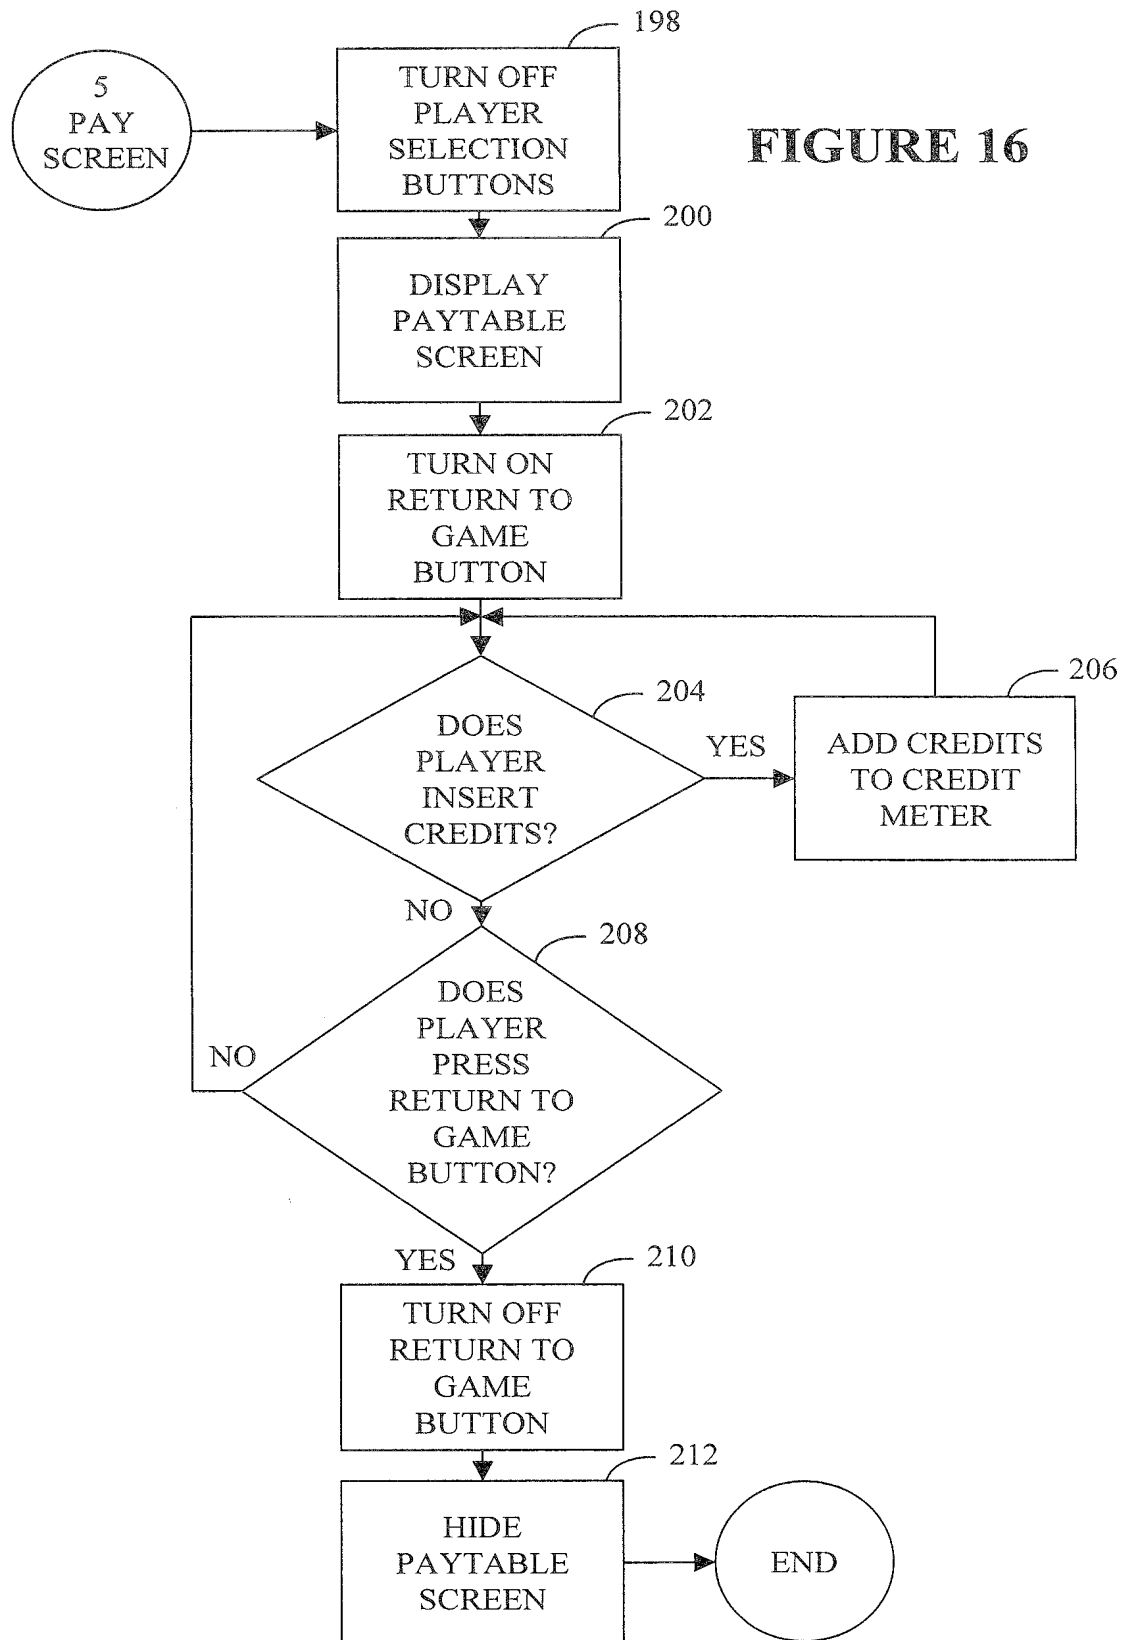 198
5
PAY
SCREEN
TURN OFF
PLAYER
SELECTION
BUTTONS
FIGURE 16
200
DISPLAY
PAYTABLE
SCREEN
202
TURN ON
RETURN TO
GAME
BUTTON
204
DOES
PLAYER
INSERT
CREDITS?
YES
206
ADD CREDITS
TO CREDIT
METER
NO
208
DOES
PLAYER
PRESS
RETURN TO
GAME
BUTTON?
NO
YES
210
TURN OFF
RETURN TO
GAME
BUTTON
212
HIDE
PAYTABLE
SCREEN
END